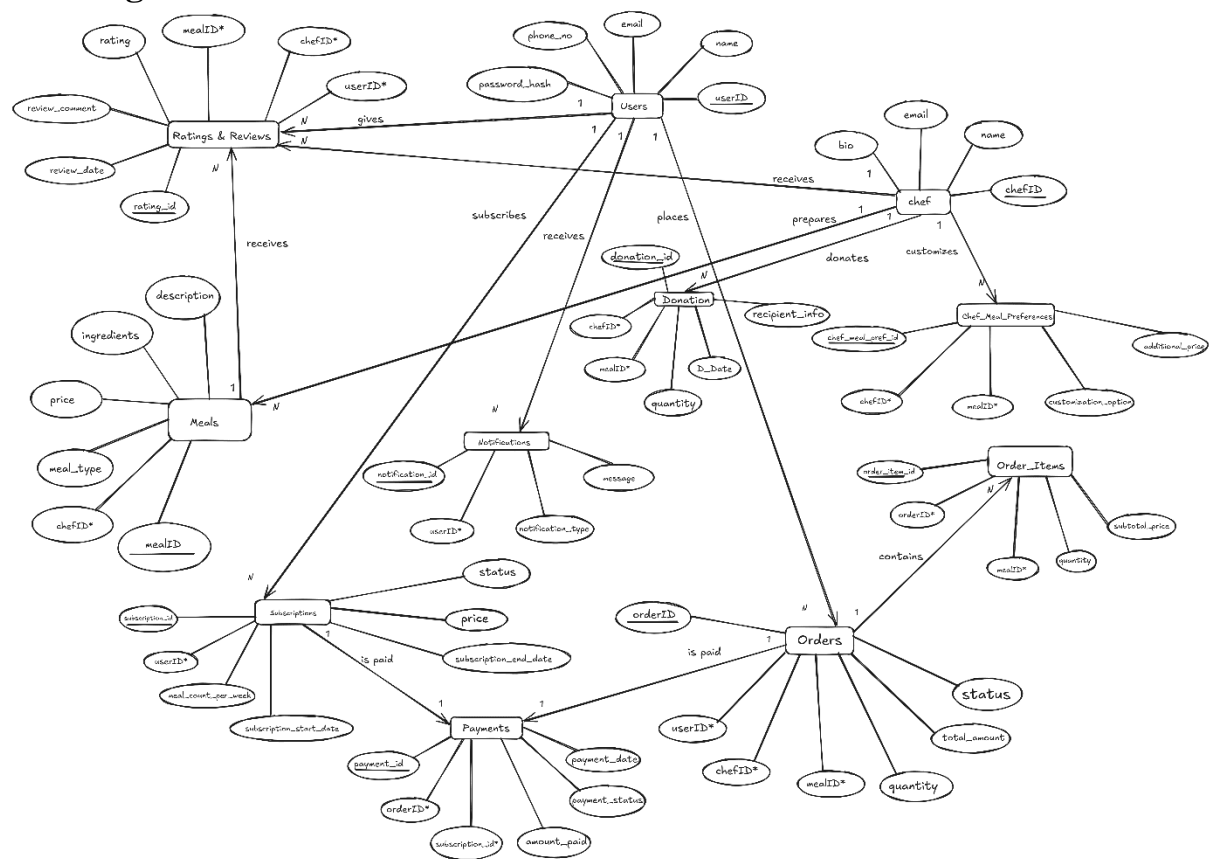 mealID*
rating
chefID*
userID*
review_comment
Ratings & Reviews
review_date
rating_id
N
N
N
gives
email
phone_no
name
password_hash
userID
Users
1
1
1
1
email
name
bio
chefID
chef
1
1
1
1
receives
prepares
donates
customizes
subscribes
receives
places
receives
donation_id
N
Donation
chefID*
recipient_info
mealID*
D_Date
quantity
N
Chef_Meal_Preferences
chef_meal_pref_id
additional_price
chefID*
mealID*
customization_option
description
ingredients
price
1
N
Meals
meal_type
chefID*
mealID
N
Notifications
notification_id
message
userID*
notification_type
Order_Items
order_item_id
N
orderID*
subtotal_price
mealID*
quantity
contains
N
status
Subscriptions
subscription_id
price
1
userID*
subscription_end_date
meal_count_per_week
subscription_start_date
is paid
orderID
N
1
1
Orders
is paid
status
userID*
total_amount
chefID*
mealID*
quantity
1
1
Payments
payment_id
payment_date
orderID*
payment_status
subscription_id*
amount_paid